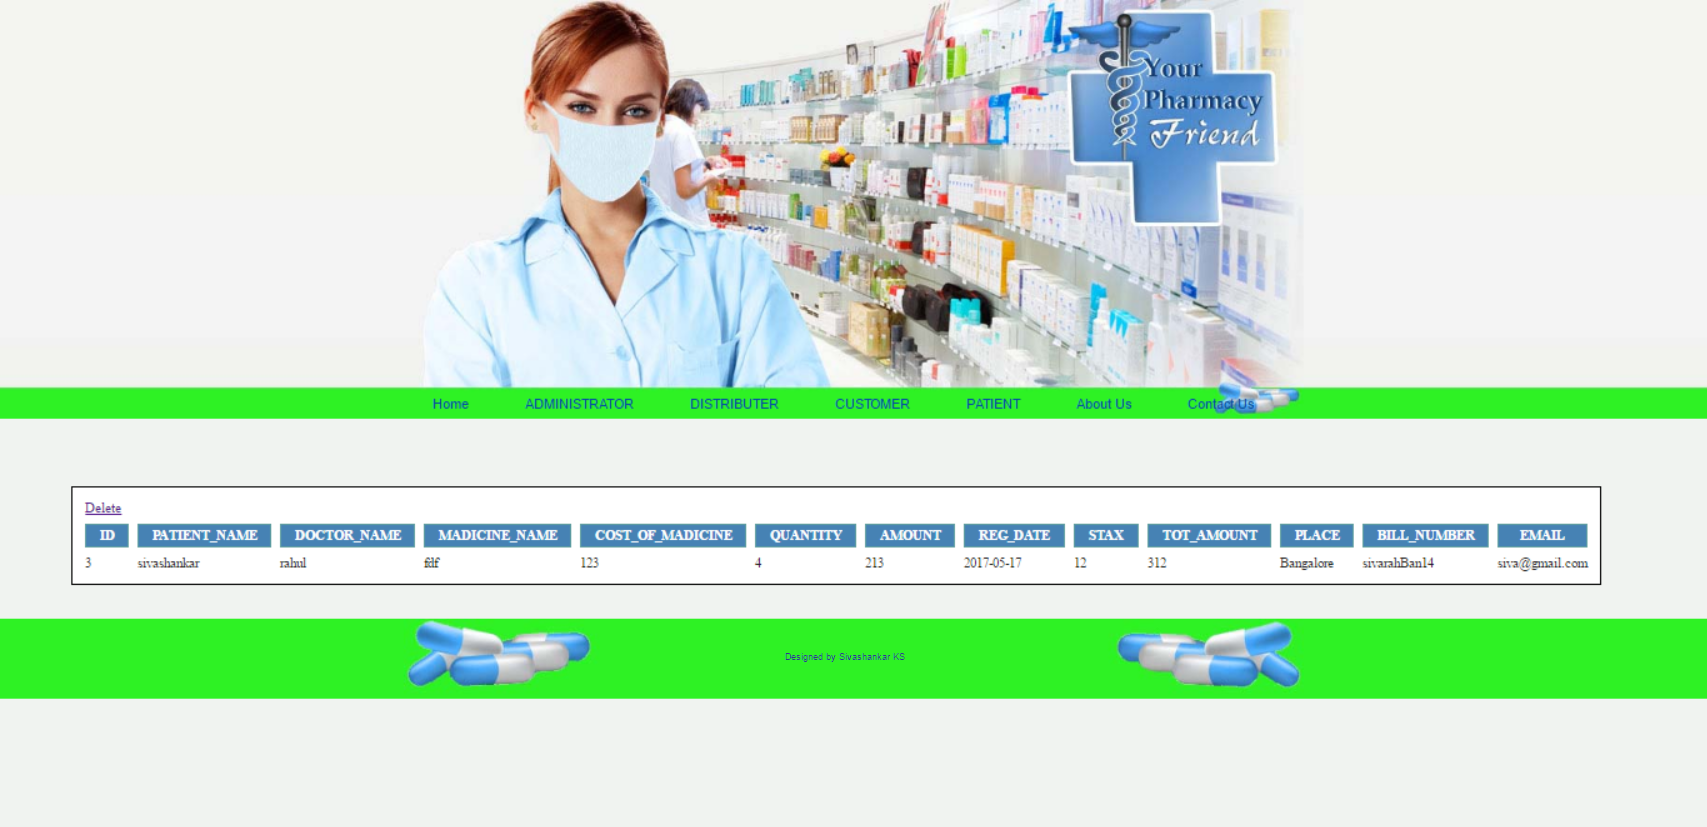 Your
Pharmacy
Friend
Home ADMINISTRATOR DISTRIBUTER CUSTOMER PATIENT About Us Contact Us
Delete
ID PATIENT_NAME DOCTOR_NAME MADICINE_NAME COST_OF_MADICINE QUANTITY AMOUNT REG_DATE STAX TOT_AMOUNT PLACE BILL_NUMBER EMAIL
3 sivashankar rahul fdf 123 4 213 2017-05-17 12 312 Bangalore sivarahBan14 siva@gmail.com
Designed by Sivashankar KS